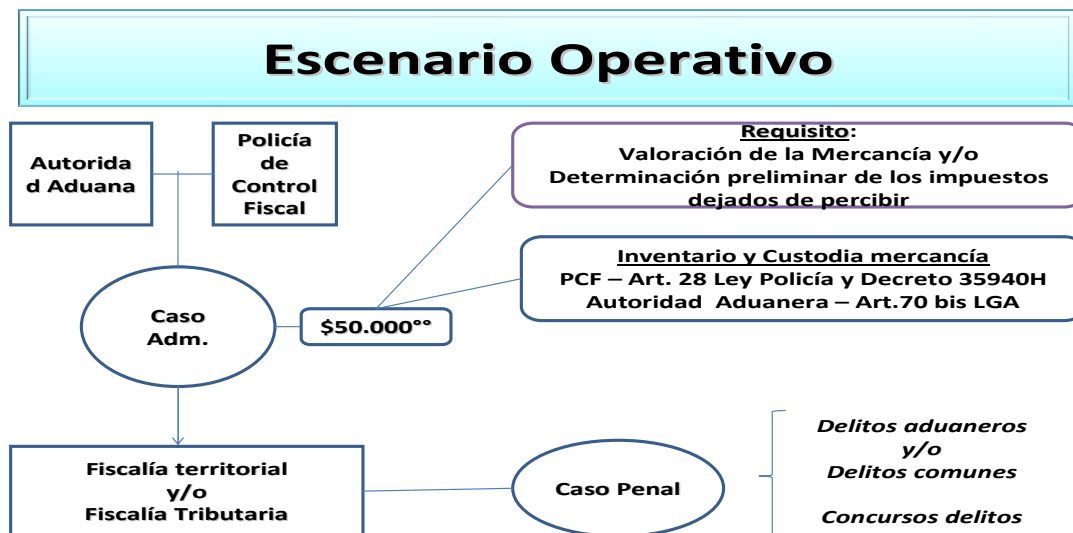 Escenario Operativo
Autorida
d Aduana
Policía
de
Control
Fiscal
Requisito:
Valoración de la Mercancía y/o
Determinación preliminar de los impuestos
dejados de percibir
Inventario y Custodia mercancía
PCF – Art. 28 Ley Policía y Decreto 35940H
Autoridad Aduanera – Art.70 bis LGA
Caso
Adm.
$50.000°°
Fiscalía territorial
y/o
Fiscalía Tributaria
Caso Penal
Delitos aduaneros
y/o
Delitos comunes
Concursos delitos